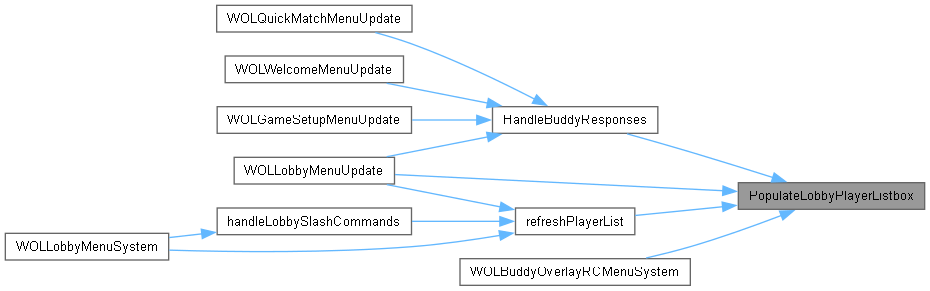 WOLQuickMatchMenuUpdate
WOLWelcomeMenuUpdate
WOLGameSetupMenuUpdate
HandleBuddyResponses
WOLLobbyMenuUpdate
PopulateLobbyPlayerListbox
handleLobbySlashCommands
refreshPlayerList
WOLLobbyMenuSystem
WOLBuddyOverlayRCMenuSystem